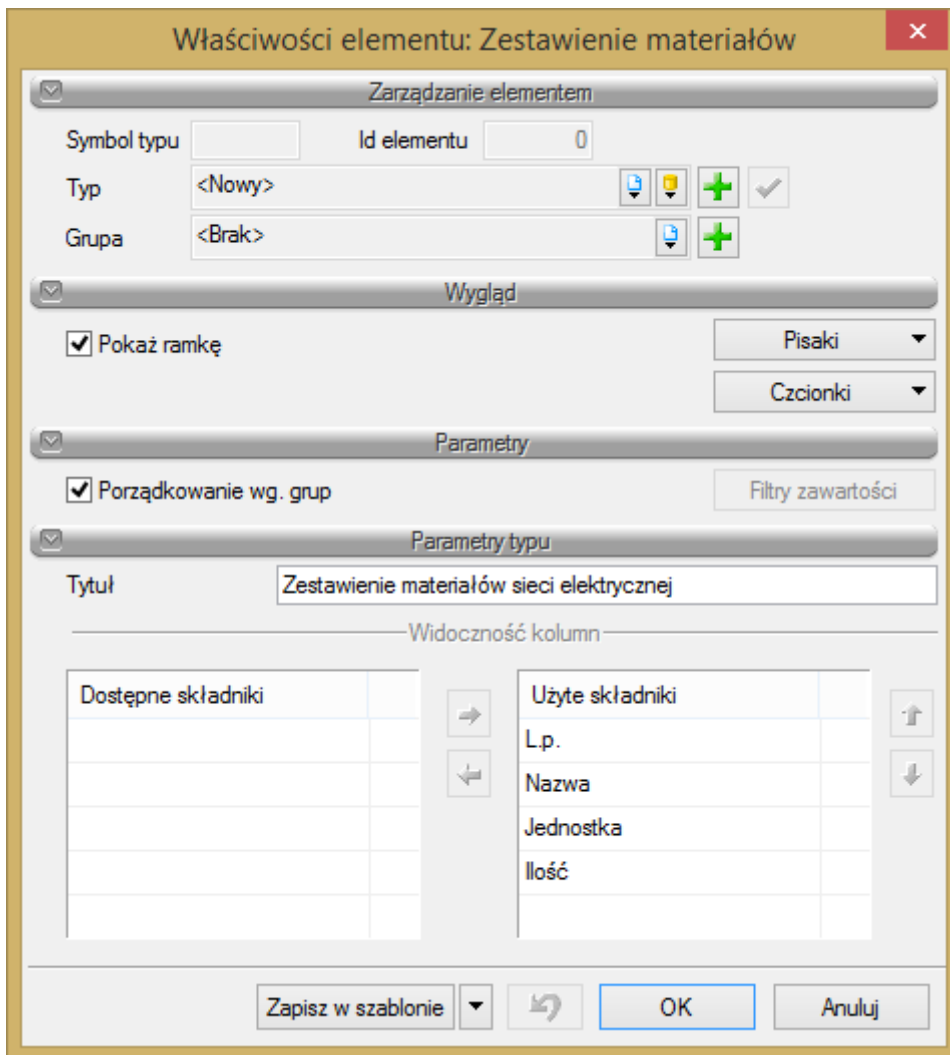 Właściwości elementu: Zestawienie materiałów
Zarządzanie elementem
Symbol typu Id elementu 0
Typ <Nowy>
Grupa <Brak>
Wygląd
Pokaż ramkę Pisaki
Czcionki
Parametry
Porządkowanie wg. grup Filtry zawartości
Parametry typu
Tytuł Zestawienie materiałów sieci elektrycznej
Widoczność kolumn
Dostępne składniki Użyte składniki
L.p.
Nazwa
Jednostka
Ilość
Zapisz w szablonie OK Anuluj